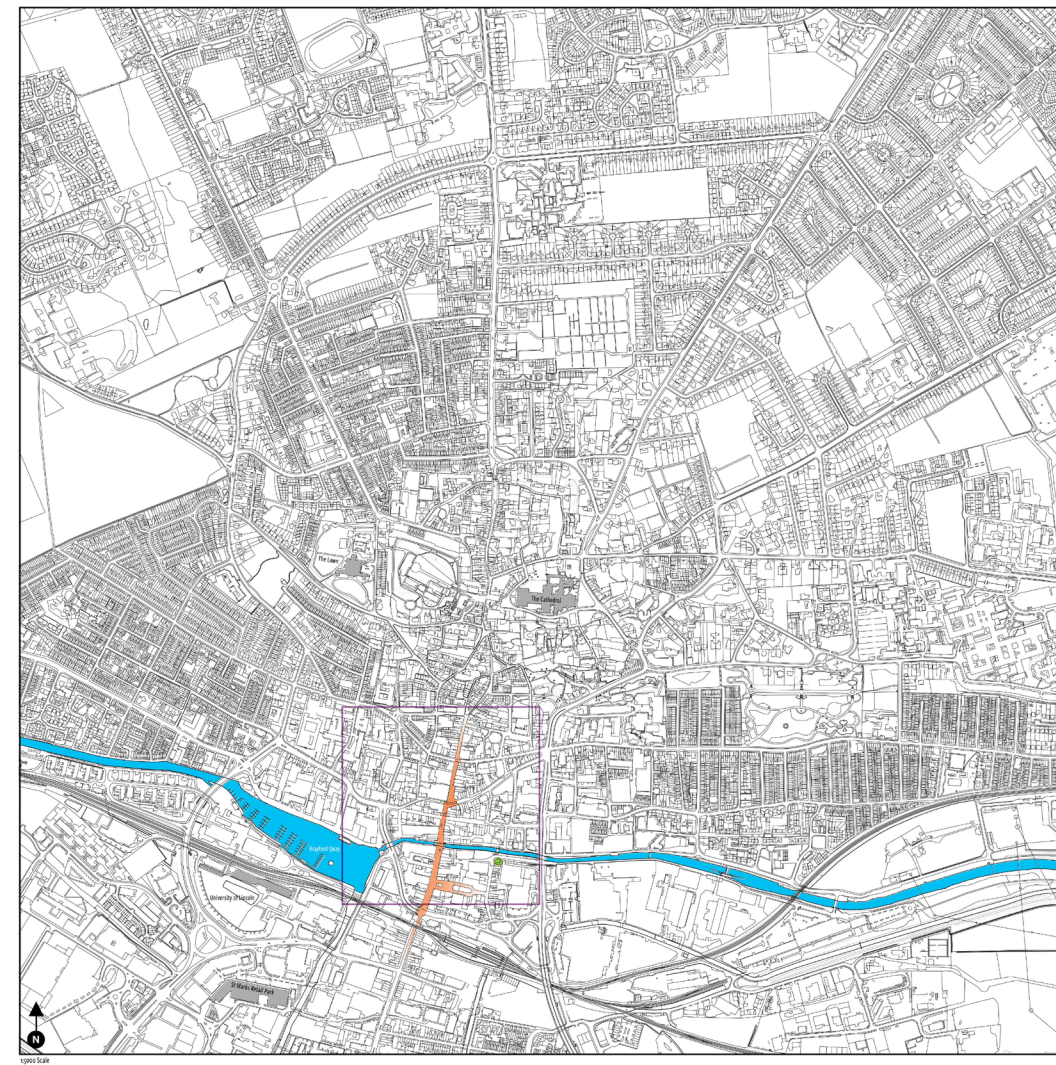 The Lawn
The Cathedral
Brayford Quay
University of Lincoln
St Marks Retail Park
N
1:5000 Scale